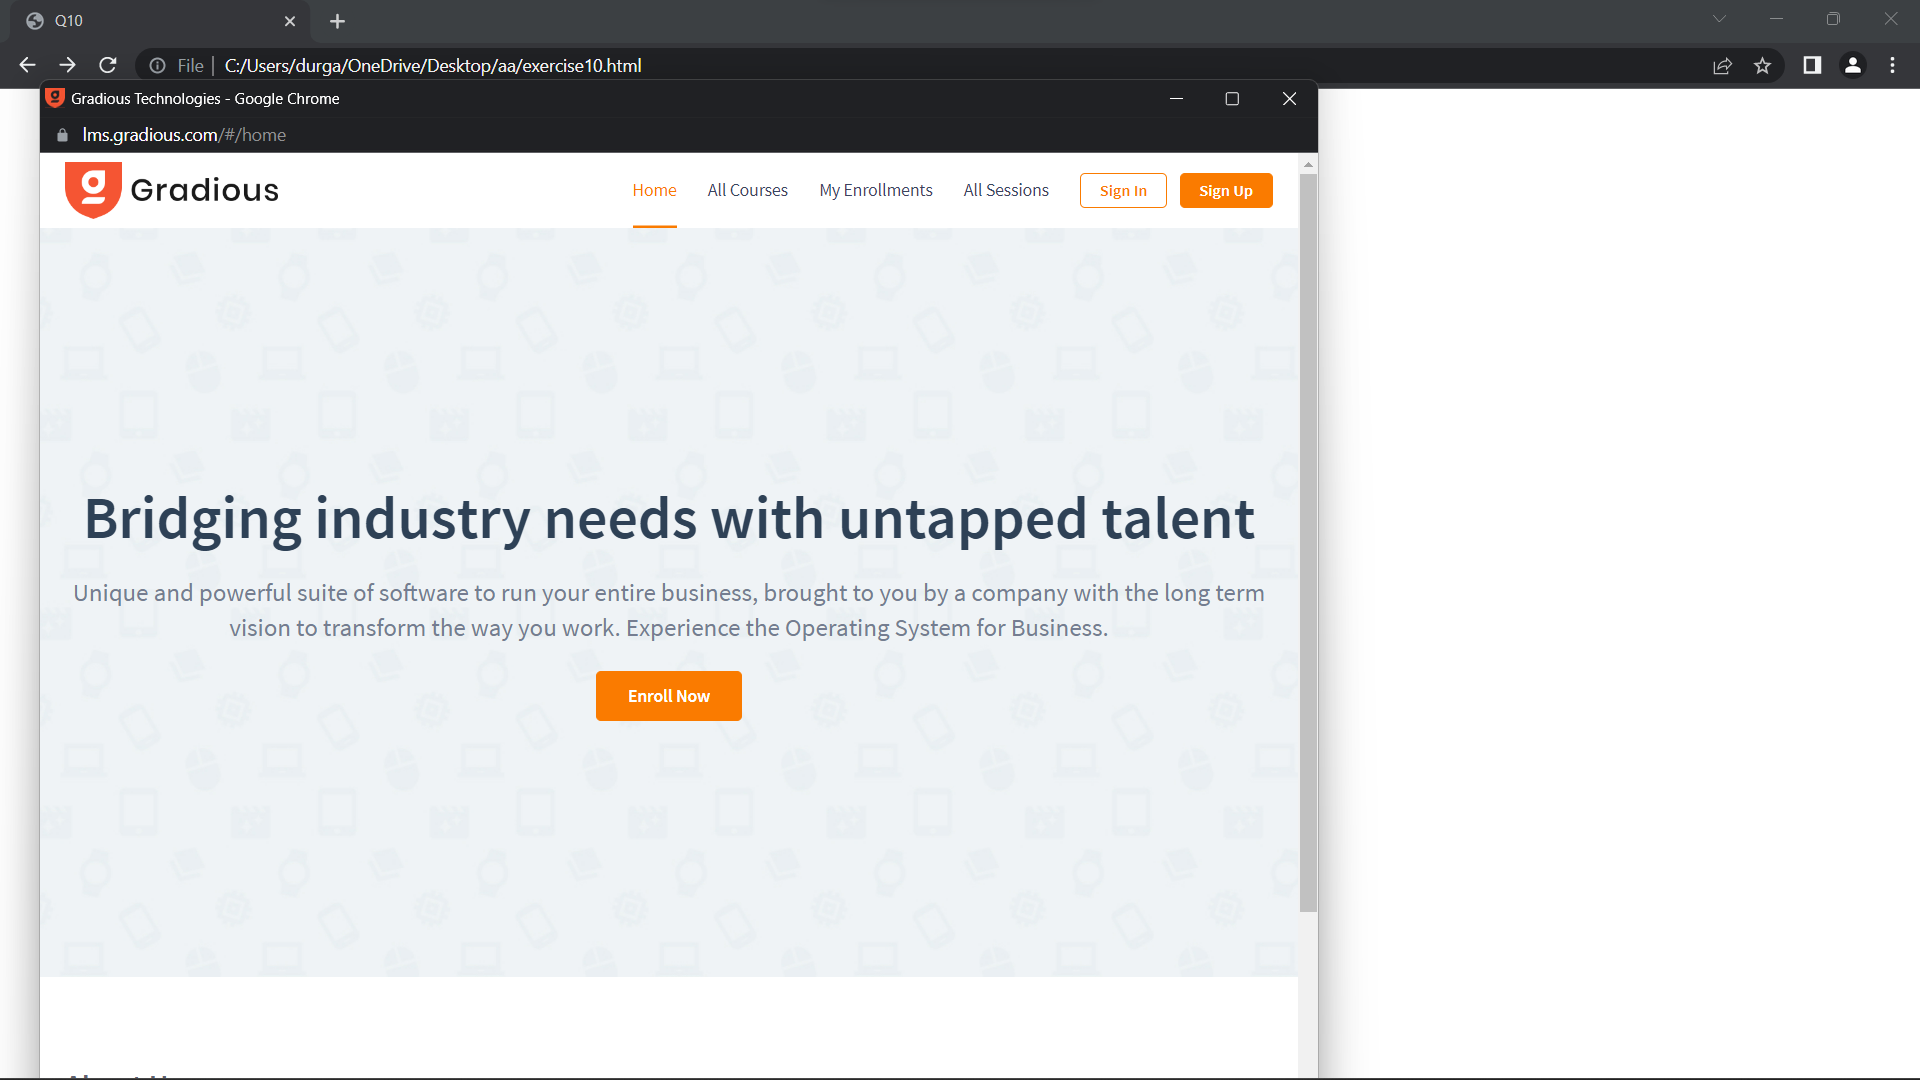 Q10
File | C:/Users/durga/OneDrive/Desktop/aa/exercise10.html
Gradious Technologies - Google Chrome
lms.gradious.com/#/home
g Gradious Home All Courses My Enrollments All Sessions Sign In Sign Up
Bridging industry needs with untapped talent
Unique and powerful suite of software to run your entire business, brought to you by a company with the long term
vision to transform the way you work. Experience the Operating System for Business.
Enroll Now